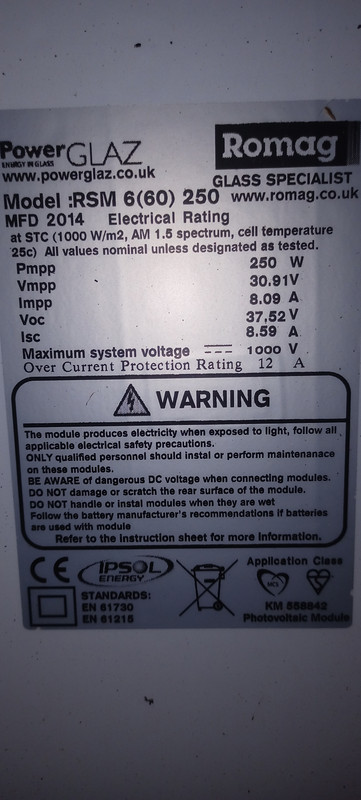 PowerGLAZ
ENERGY IN GLASS
www.powerglaz.co.uk
Romag
GLASS SPECIALIST
Model :RSM 6(60) 250 www.romag.co.uk
MFD 2014 Electrical Rating
at STC (1000 W/m2, AM 1.5 spectrum, cell temperature
25c) All values nominal unless designated as tested.
Pmpp 250 W
Vmpp 30.91V
Impp 8.09 A
Voc 37,52 V
Isc 8.59 A
Maximum system voltage 1000 V
Over Current Protection Rating 12 A
WARNING
The module produces electricity when exposed to light, follow all
applicable electrical safety precautions.
ONLY qualified personnel should instal or perform maintenanace
on these modules.
BE AWARE of dangerous DC voltage when connecting modules.
DO NOT damage or scratch the rear surface of the module.
DO NOT handle or instal modules when they are wet
Follow the battery manufacturer's recommendations if batteries
are used with module
Refer to the instruction sheet for more Information.
CE
IPSOL
ENERGY
Application Class
MCS
STANDARDS:
EN 61730
EN 61215
KM 558842
Photovoltaic Module